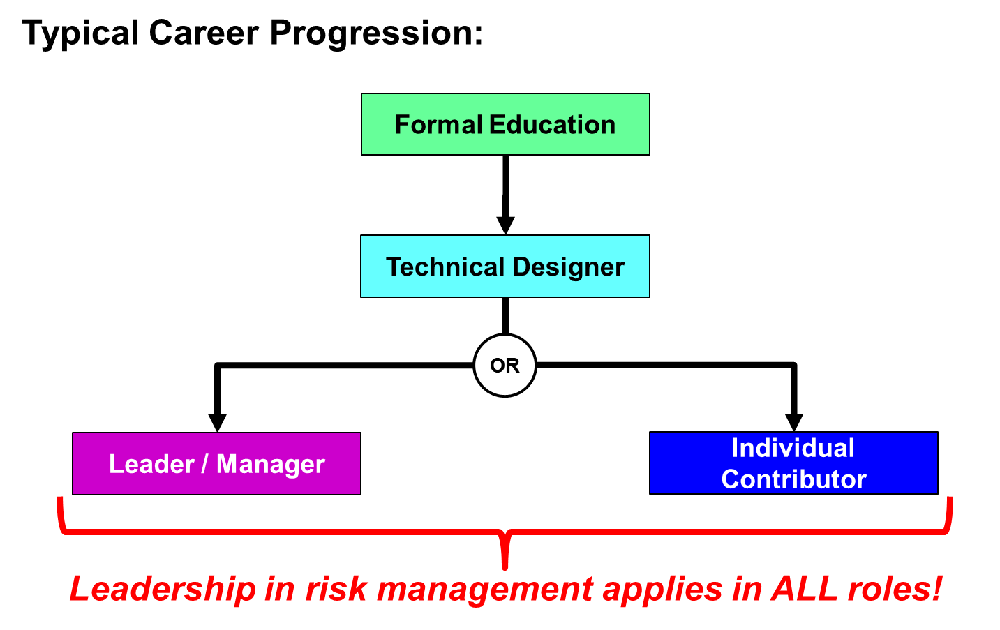 Typical Career Progression:
Formal Education
Technical Designer
OR
Leader / Manager
Individual
Contributor
Leadership in risk management applies in ALL roles!